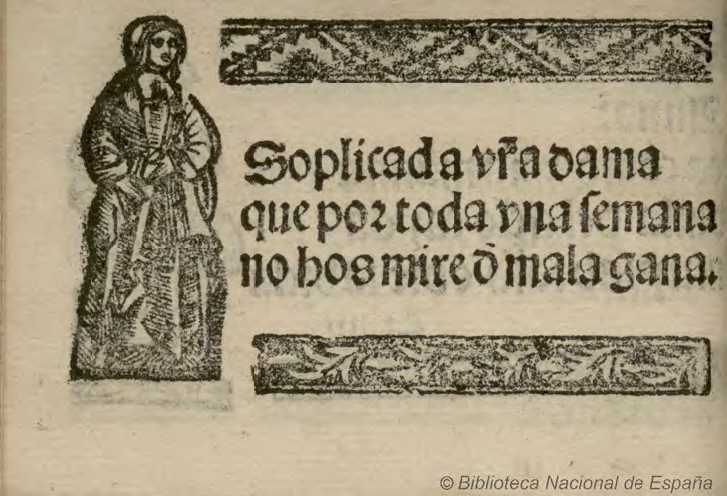 Soplicad a vr̃a dama
que por toda vna semana
no hos mire d̃ mala gana.
© Biblioteca Nacional de España